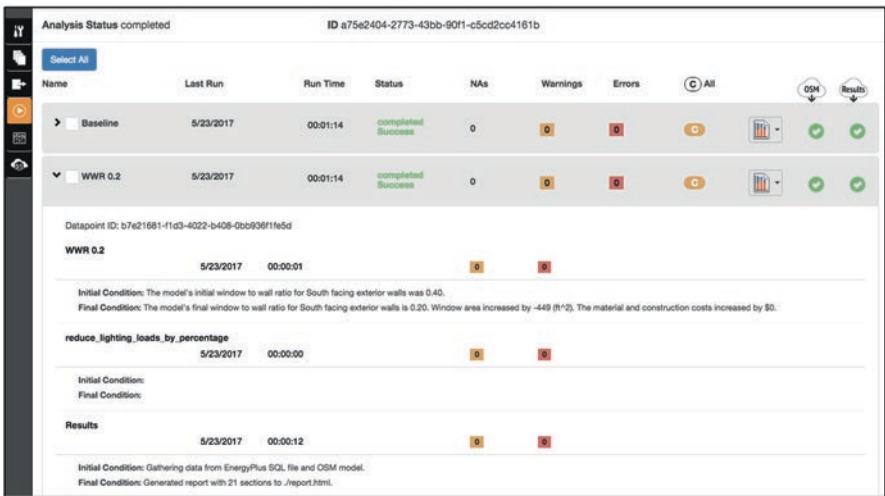 Analysis Status completed ID a75e2404-2773-43bb-90f1-c5cd2cc4161b
Select All
Name Last Run Run Time Status NAs Warnings Errors C All OSM Results
Baseline 5/23/2017 00:01:14 completed Success 0 0 0 C
WWR 0.2 5/23/2017 00:01:14 completed Success 0 0 0 C
Datapoint ID: b7e21681-f1d3-4022-b408-0bb936f1fe5d
WWR 0.2
5/23/2017 00:00:01 0 0
Initial Condition: The model's initial window to wall ratio for South facing exterior walls was 0.40.
Final Condition: The model's final window to wall ratio for South facing exterior walls is 0.20. Window area increased by -449 (ft^2). The material and construction costs increased by $0.
reduce_lighting_loads_by_percentage
5/23/2017 00:00:00 0 0
Initial Condition:
Final Condition:
Results
5/23/2017 00:00:12 0 0
Initial Condition: Gathering data from EnergyPlus SQL file and OSM model.
Final Condition: Generated report with 21 sections to ./report.html.